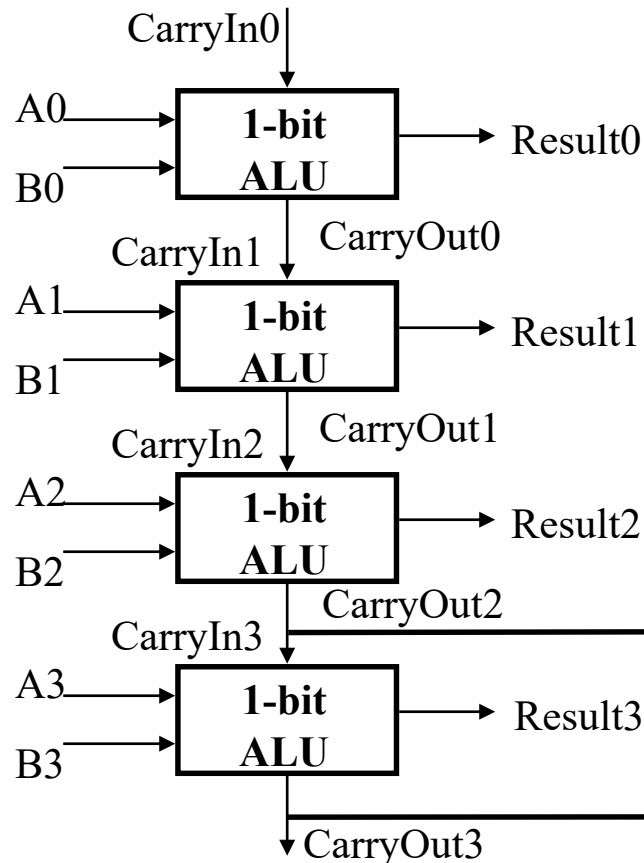 CarryIn0
A0
1-bit
Result0
B0
ALU
CarryOut0
CarryIn1
A1
1-bit
Result1
B1
ALU
CarryOut1
CarryIn2
A2
1-bit
Result2
B2
ALU
CarryOut2
CarryIn3
A3
1-bit
Result3
B3
ALU
CarryOut3